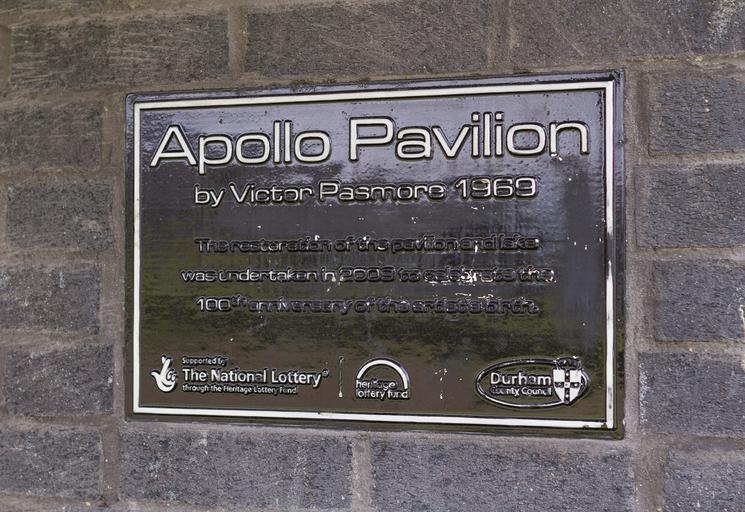 Apollo Pavilion
by Victor Pasmore 1969
The restoration of the pavilion and lake
was undertaken in 2009 to celebrate the
100th anniversary of the artist's birth.
Supported by
The National Lottery®
through the Heritage Lottery Fund
heritage
lottery fund
Durham
County Council